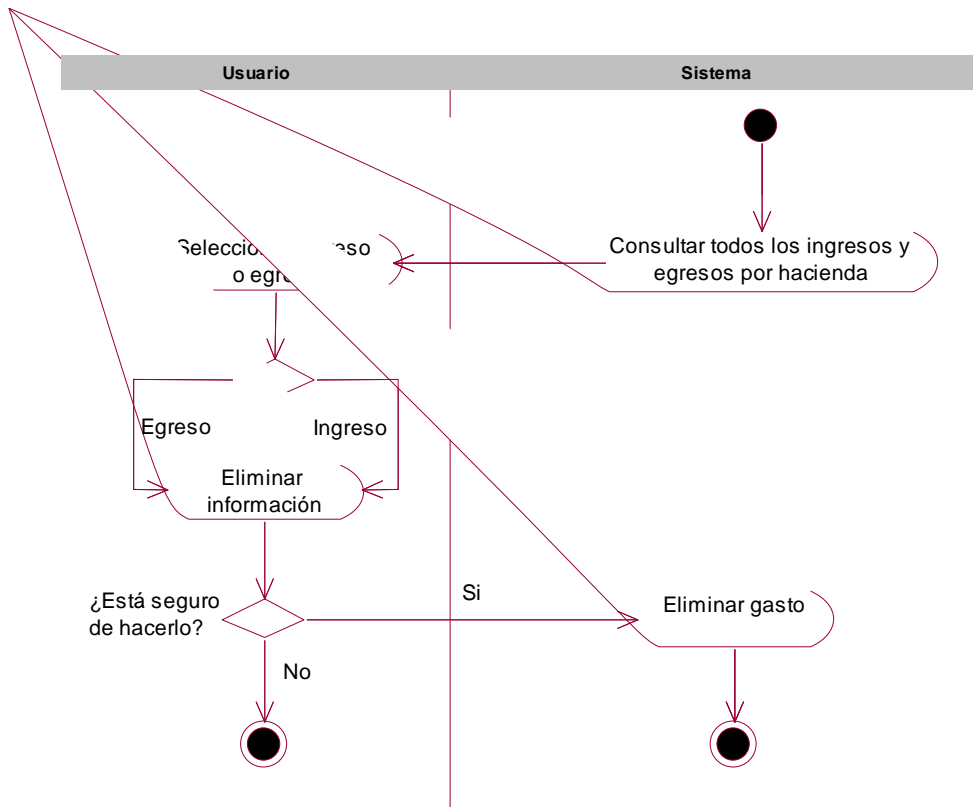 Usuario
Sistema
Consultar todos los ingresos y
egresos por hacienda
o
Egreso
Ingreso
Eliminar
información
¿Está seguro
de hacerlo?
Si
Eliminar gasto
No